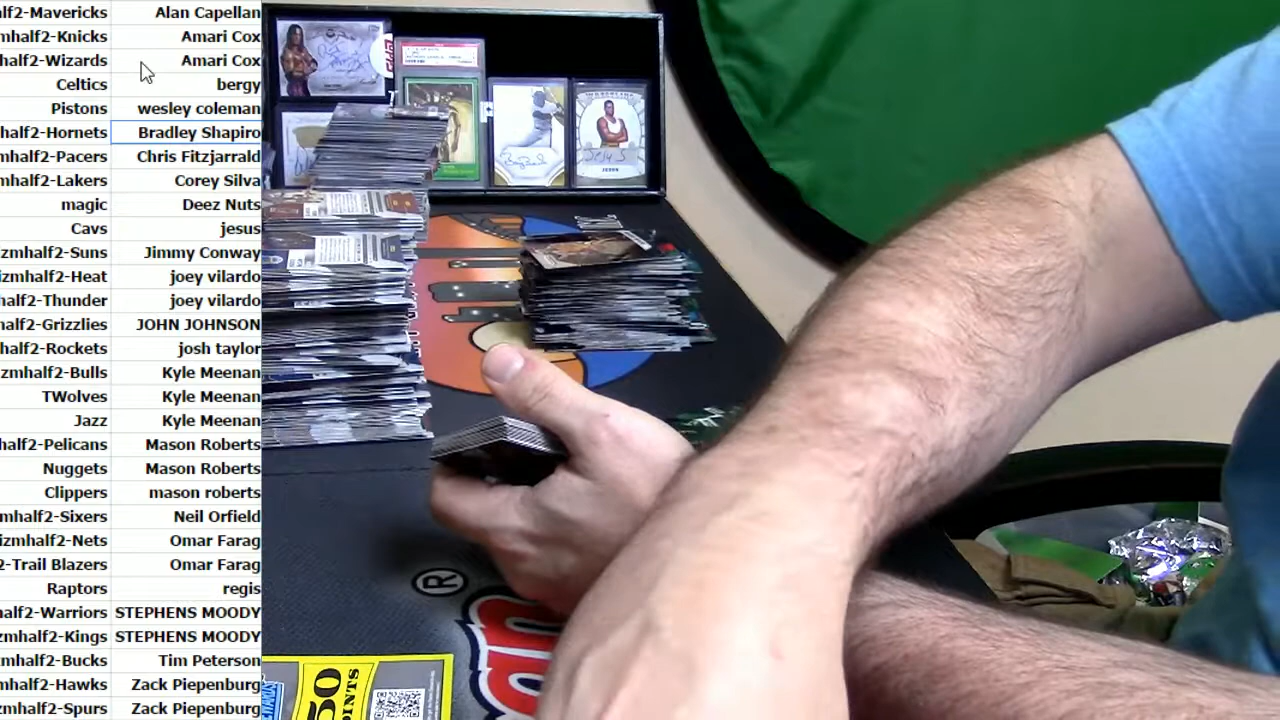 alf2-Mavericks Alan Capellan
mhalf2-Knicks Amari Cox
half2-Wizards Amari Cox
Celtics bergy
Pistons wesley coleman
half2-Hornets Bradley Shapiro
mhalf2-Pacers Chris Fitzjarrald
mhalf2-Lakers Corey Silva
magic Deez Nuts
Cavs jesus
zmhalf2-Suns Jimmy Conway
izmhalf2-Heat joey vilardo
half2-Thunder joey vilardo
half2-Grizzlies JOHN JOHNSON
half2-Rockets josh taylor
zmhalf2-Bulls Kyle Meenan
TWolves Kyle Meenan
Jazz Kyle Meenan
half2-Pelicans Mason Roberts
Nuggets Mason Roberts
Clippers mason roberts
mhalf2-Sixers Neil Orfield
izmhalf2-Nets Omar Farag
2-Trail Blazers Omar Farag
Raptors regis
half2-Warriors STEPHENS MOODY
zmhalf2-Kings STEPHENS MOODY
zmhalf2-Bucks Tim Peterson
mhalf2-Hawks Zack Piepenburg
mhalf2-Spurs Zack Piepenburg
®
50
POINTS